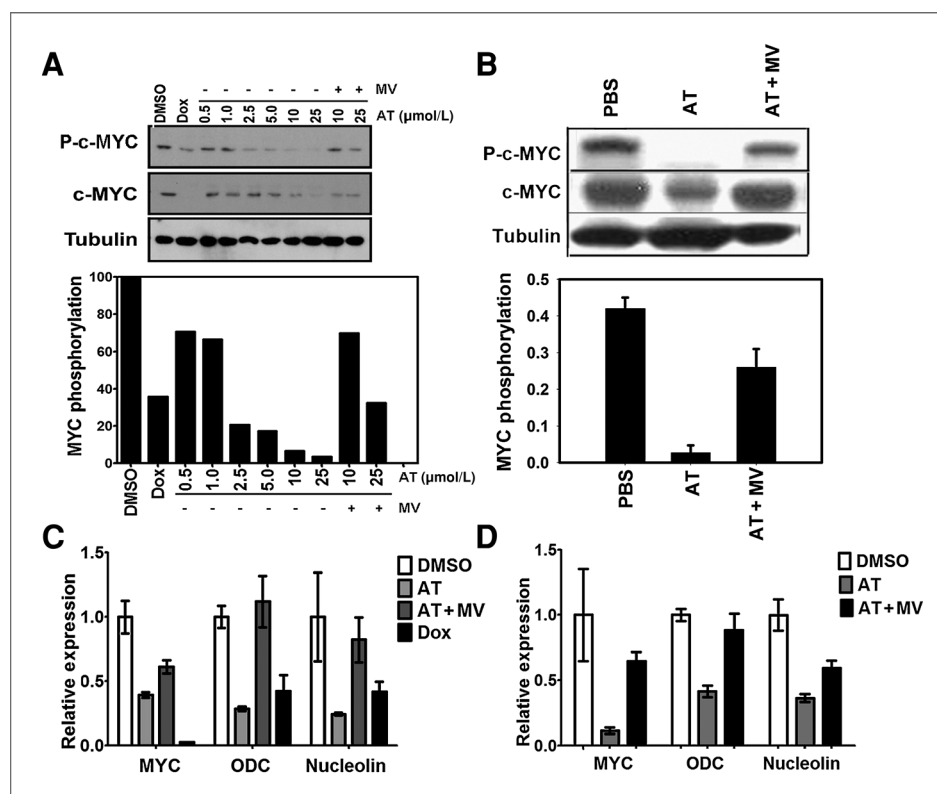 A
- - - - - - + + MV
DMSO Dox 0.5 1.0 2.5 5.0 10 25 10 25 AT (µmol/L)
P-c-MYC
c-MYC
Tubulin
MYC phosphorylation
100
80
60
40
20
0
DMSO Dox 0.5 1.0 2.5 5.0 10 25 10 25 AT (µmol/L)
- - - - - - + + MV
B
PBS AT AT + MV
P-c-MYC
c-MYC
Tubulin
MYC phosphorylation
0.5
0.4
0.3
0.2
0.1
0.0
PBS AT AT + MV
C
Relative expression
1.5
1.0
0.5
0.0
DMSO
AT
AT+MV
Dox
MYC ODC Nucleolin
D
Relative expression
1.5
1.0
0.5
0.0
DMSO
AT
AT+MV
MYC ODC Nucleolin